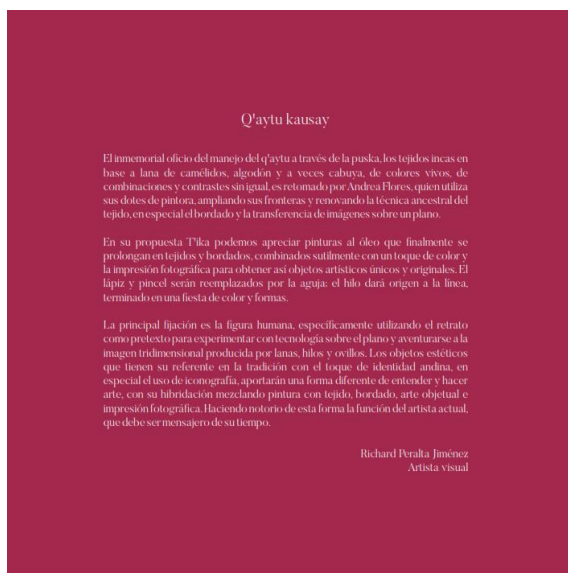 Q'aytu kausay
El inmemorial oficio del manejo del q'aytu a través de la puska, los tejidos incas en
base a lana de camélidos, algodón y a veces cabuya, de colores vivos, de
combinaciones y contrastes sin igual, es retomado por Andrea Flores, quien utiliza
sus dotes de pintora, ampliando sus fronteras y renovando la técnica ancestral del
tejido, en especial el bordado y la transferencia de imágenes sobre un plano.
En su propuesta T'ika podemos apreciar pinturas al óleo que finalmente se
prolongan en tejidos y bordados, combinados sutilmente con un toque de color y
la impresión fotográfica para obtener así objetos artísticos únicos y originales. El
lápiz y pincel serán reemplazados por la aguja: el hilo dará origen a la línea,
terminado en una fiesta de color y formas.
La principal fijación es la figura humana, específicamente utilizando el retrato
como pretexto para experimentar con tecnología sobre el plano y aventurarse a la
imagen tridimensional producida por lanas, hilos y ovillos. Los objetos estéticos
que tienen su referente en la tradición con el toque de identidad andina, en
especial el uso de iconografía, aportarán una forma diferente de entender y hacer
arte, con su hibridación mezclando pintura con tejido, bordado, arte objetual e
impresión fotográfica. Haciendo notorio de esta forma la función del artista actual,
que debe ser mensajero de su tiempo.
Richard Peralta Jiménez
Artista visual